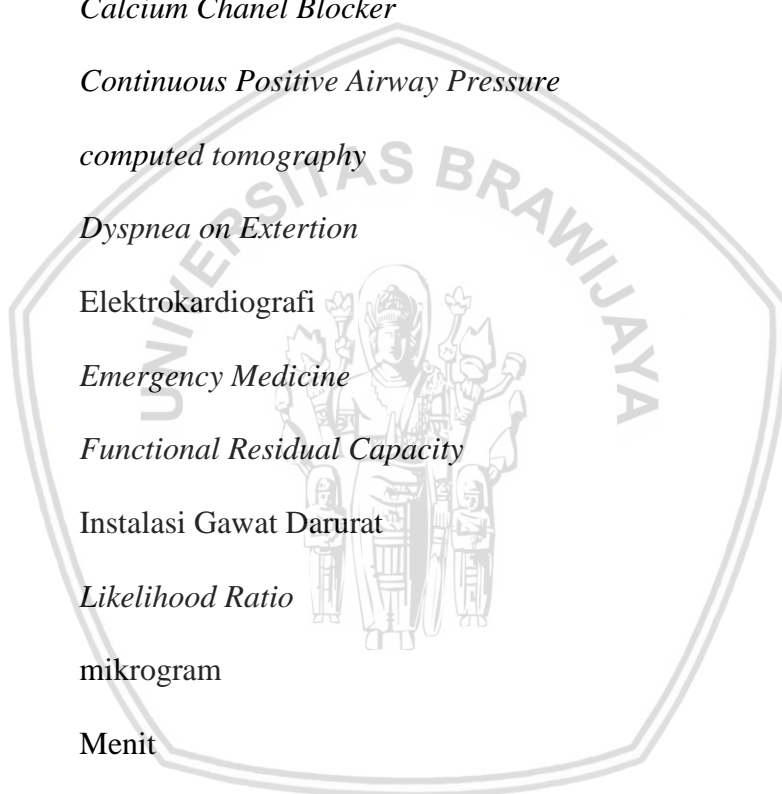 Calcium Chanel Blocker
Continuous Positive Airway Pressure
computed tomography
UNIVERSITAS BRAWIJAYA
Dyspnea on Extertion
Elektrokardiografi
Emergency Medicine
Functional Residual Capacity
Instalasi Gawat Darurat
Likelihood Ratio
mikrogram
Menit